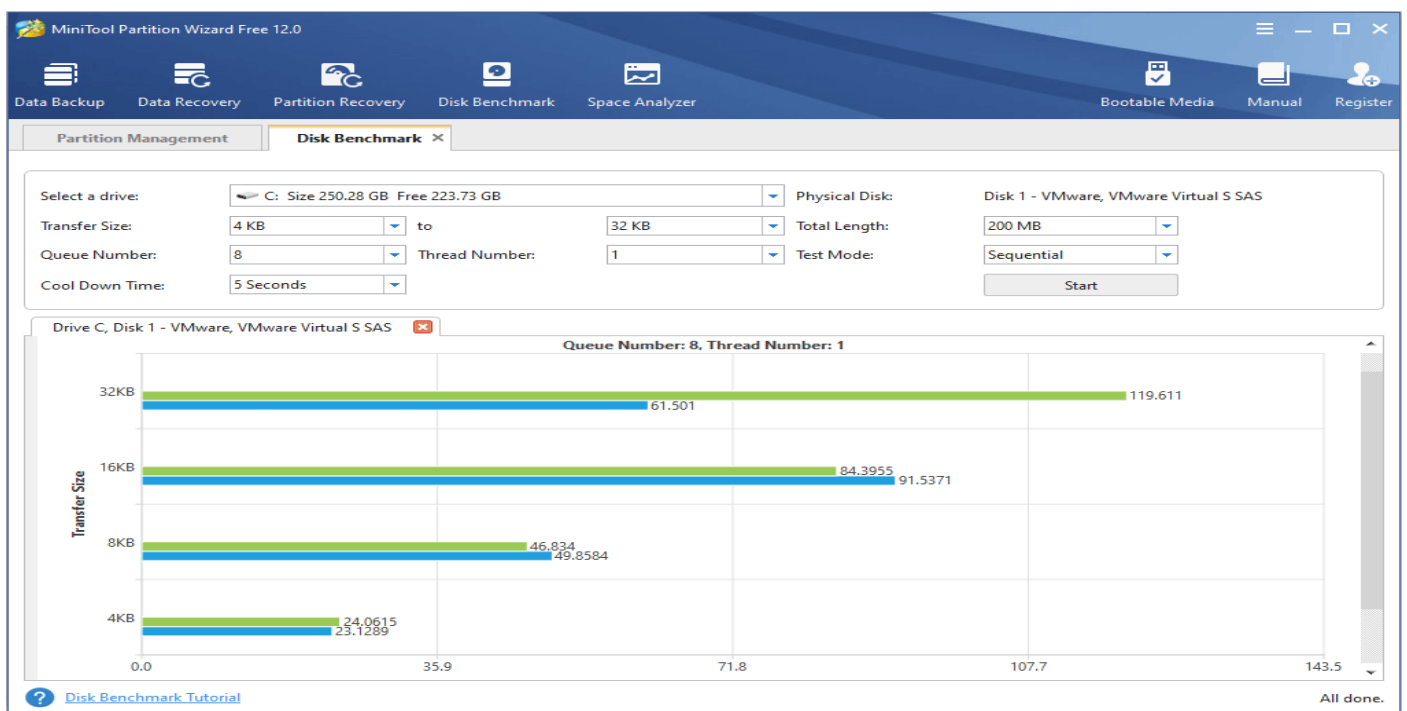 MiniTool Partition Wizard Free 12.0
Data Backup Data Recovery Partition Recovery Disk Benchmark Space Analyzer Bootable Media Manual Register
Partition Management Disk Benchmark
Select a drive: C: Size 250.28 GB Free 223.73 GB Physical Disk: Disk 1 - VMware, VMware Virtual S SAS
Transfer Size: 4 KB to 32 KB Total Length: 200 MB
Queue Number: 8 Thread Number: 1 Test Mode: Sequential
Cool Down Time: 5 Seconds Start
Drive C, Disk 1 - VMware, VMware Virtual S SAS
Queue Number: 8, Thread Number: 1
Transfer Size
32KB 119.611
61.501
16KB 84.3955
91.5371
8KB 46.834
49.8584
4KB 24.0615
23.1289
0.0 35.9 71.8 107.7 143.5
? Disk Benchmark Tutorial All done.